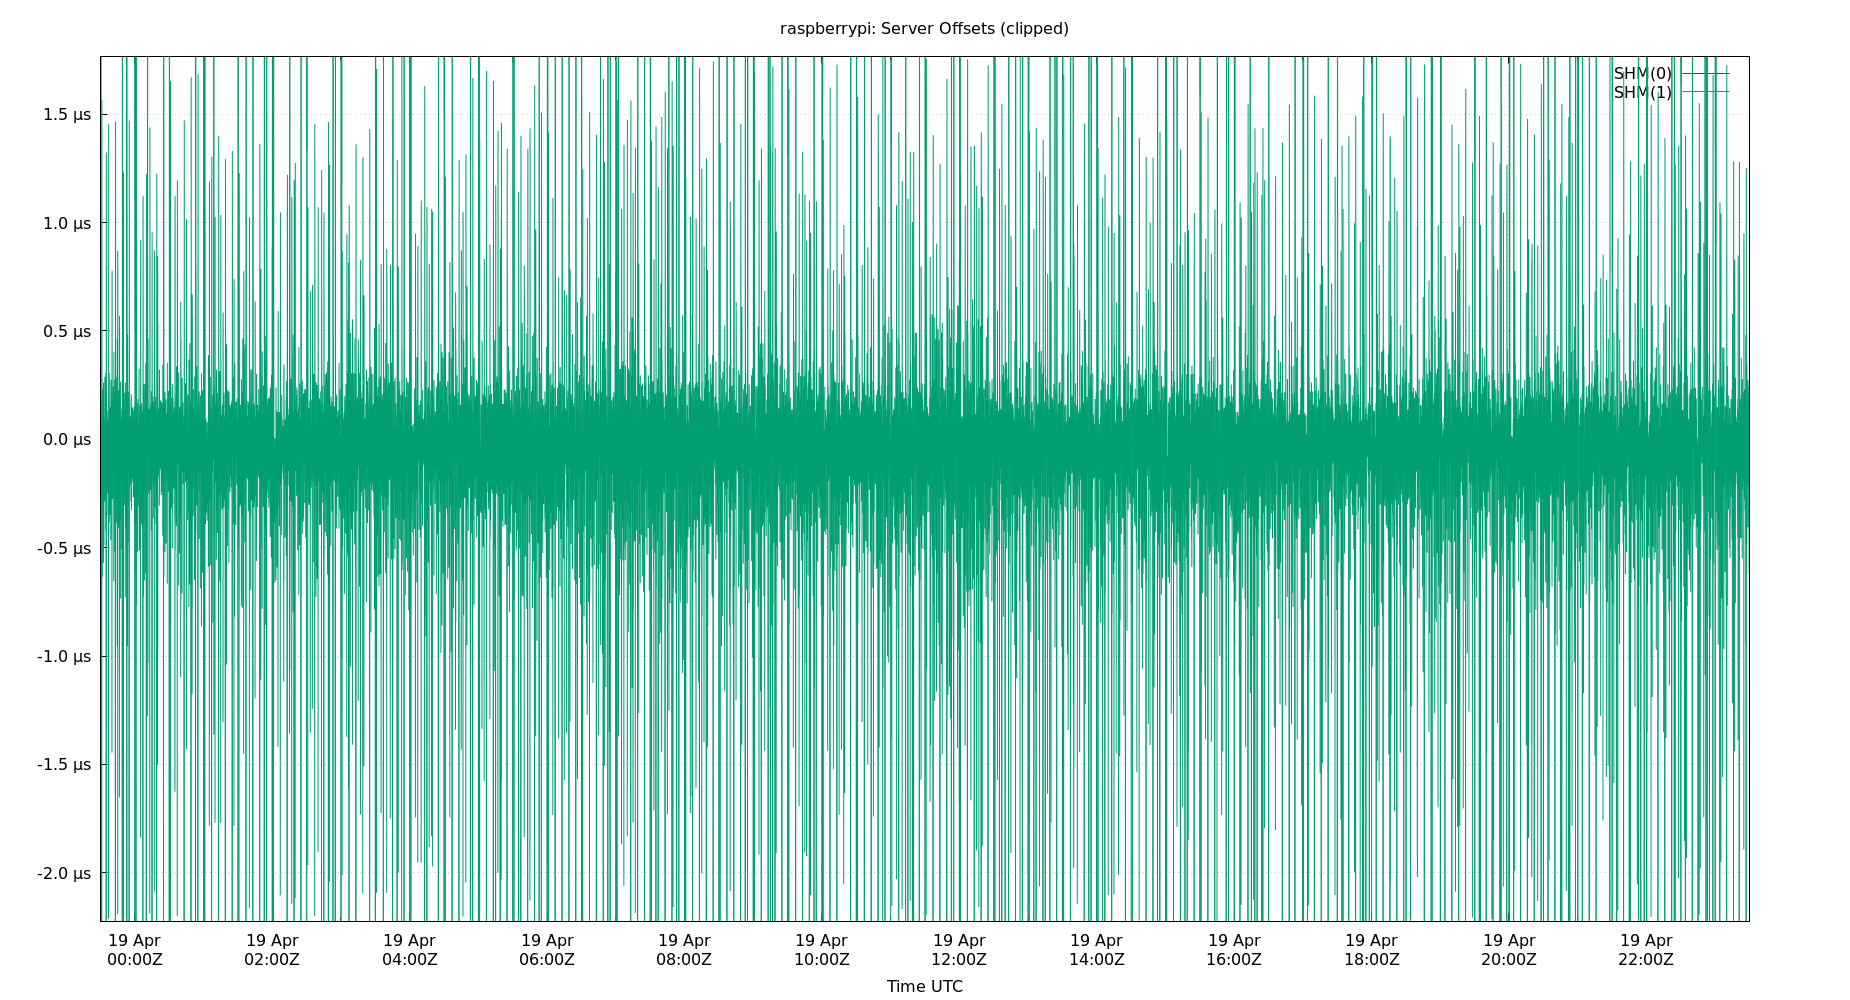 raspberrypi: Server Offsets (clipped)
SHM(0)
SHM(1)
1.5 µs
1.0 µs
0.5 µs
0.0 µs
-0.5 µs
-1.0 µs
-1.5 µs
-2.0 µs
19 Apr 19 Apr 19 Apr 19 Apr 19 Apr 19 Apr 19 Apr 19 Apr 19 Apr 19 Apr 19 Apr 19 Apr
00:00Z 02:00Z 04:00Z 06:00Z 08:00Z 10:00Z 12:00Z 14:00Z 16:00Z 18:00Z 20:00Z 22:00Z
Time UTC